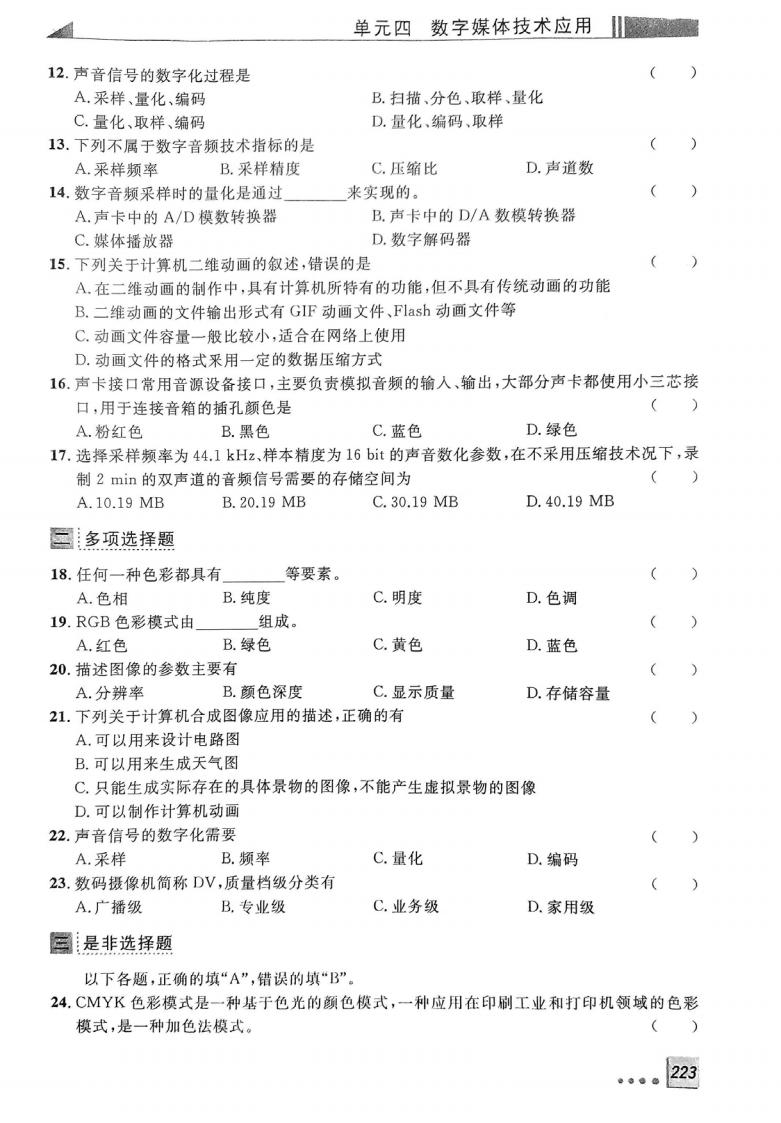 单元四 数字媒体技术应用
12. 声音信号的数字化过程是 ( )
A. 采样、量化、编码 B. 扫描、分色、取样、量化
C. 量化、取样、编码 D. 量化、编码、取样
13. 下列不属于数字音频技术指标的是 ( )
A. 采样频率 B. 采样精度 C. 压缩比 D. 声道数
14. 数字音频采样时的量化是通过______来实现的。 ( )
A. 声卡中的 A/D 模数转换器 B. 声卡中的 D/A 数模转换器
C. 媒体播放器 D. 数字解码器
15. 下列关于计算机二维动画的叙述,错误的是 ( )
A. 在二维动画的制作中,具有计算机所特有的功能,但不具有传统动画的功能
B. 二维动画的文件输出形式有 GIF 动画文件、Flash 动画文件等
C. 动画文件容量一般比较小,适合在网络上使用
D. 动画文件的格式采用一定的数据压缩方式
16. 声卡接口常用音源设备接口,主要负责模拟音频的输入、输出,大部分声卡都使用小三芯接
口,用于连接音箱的插孔颜色是 ( )
A. 粉红色 B. 黑色 C. 蓝色 D. 绿色
17. 选择采样频率为 44.1 kHz、样本精度为 16 bit 的声音数化参数,在不采用压缩技术况下,录
制 2 min 的双声道的音频信号需要的存储空间为 ( )
A. 10.19 MB B. 20.19 MB C. 30.19 MB D. 40.19 MB
二 多项选择题
18. 任何一种色彩都具有______等要素。 ( )
A. 色相 B. 纯度 C. 明度 D. 色调
19. RGB 色彩模式由______组成。 ( )
A. 红色 B. 绿色 C. 黄色 D. 蓝色
20. 描述图像的参数主要有 ( )
A. 分辨率 B. 颜色深度 C. 显示质量 D. 存储容量
21. 下列关于计算机合成图像应用的描述,正确的有 ( )
A. 可以用来设计电路图
B. 可以用来生成天气图
C. 只能生成实际存在的具体景物的图像,不能产生虚拟景物的图像
D. 可以制作计算机动画
22. 声音信号的数字化需要 ( )
A. 采样 B. 频率 C. 量化 D. 编码
23. 数码摄像机简称 DV,质量档级分类有 ( )
A. 广播级 B. 专业级 C. 业务级 D. 家用级
三 是非选择题
以下各题,正确的填“A”,错误的填“B”。
24. CMYK 色彩模式是一种基于色光的颜色模式,一种应用在印刷工业和打印机领域的色彩
模式,是一种加色法模式。 ( )
223